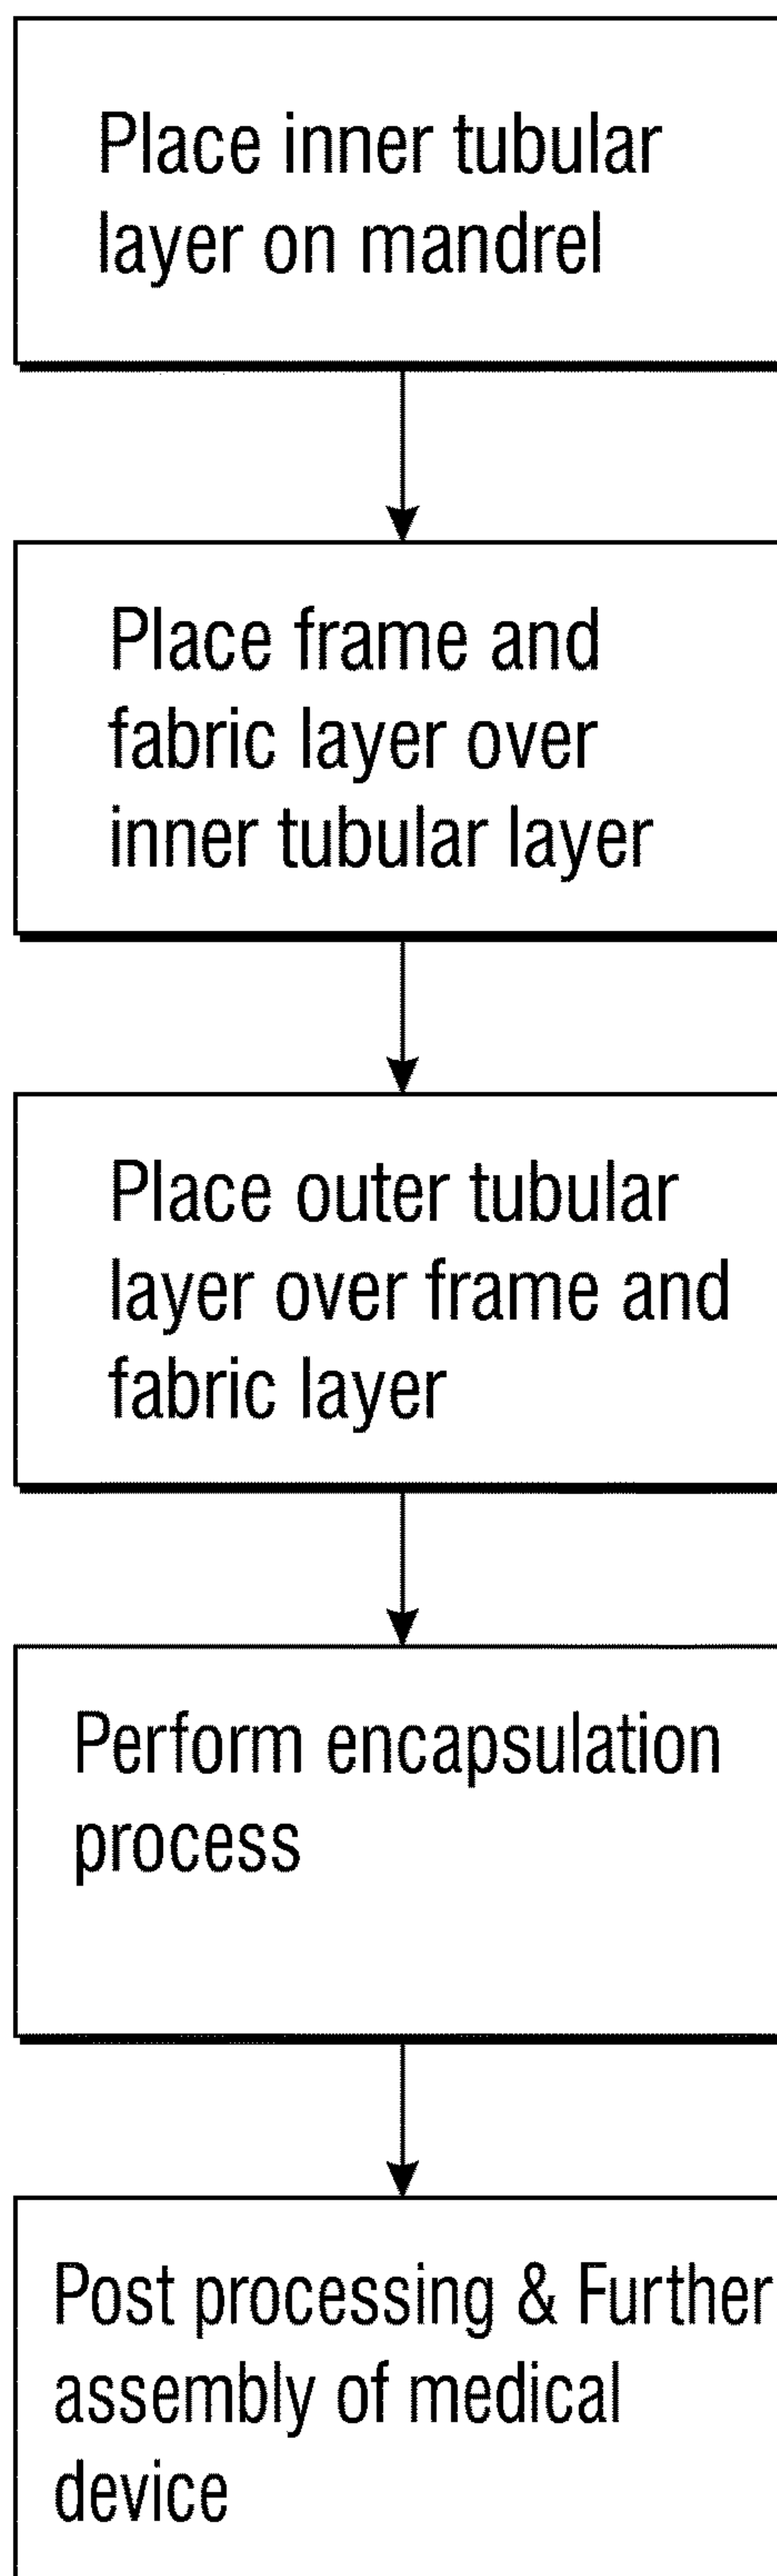 Place inner tubular
layer on mandrel
Place frame and
fabric layer over
inner tubular layer
Place outer tubular
layer over frame and
fabric layer
Perform encapsulation
process
Post processing & Further
assembly of medical
device